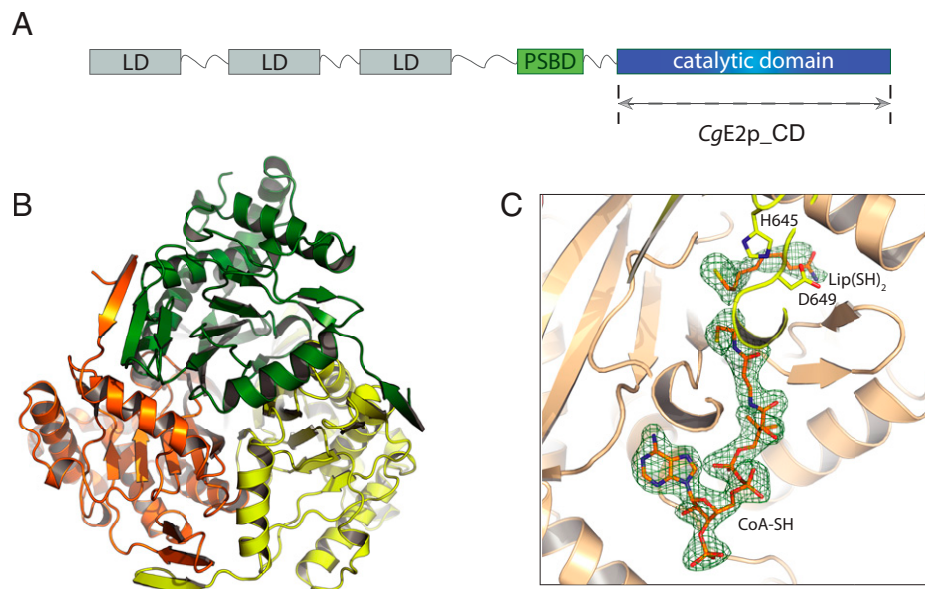 A
LD LD LD PSBD catalytic domain
CgE2p_CD
B
C
H645
Lip(SH)2
D649
CoA-SH